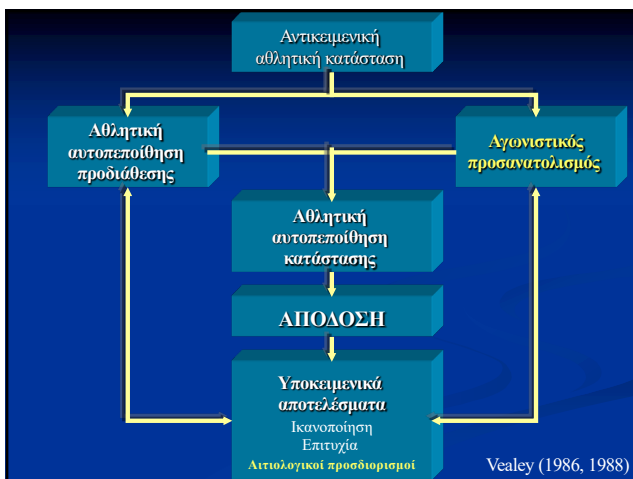 Αντικειμενική
αθλητική κατάσταση
Αθλητική
αυτοπεποίθηση
προδιάθεσης
Αγωνιστικός
προσανατολισμός
Αθλητική
αυτοπεποίθηση
κατάστασης
ΑΠΟΔΟΣΗ
Υποκειμενικά
αποτελέσματα
Ικανοποίηση
Επιτυχία
Αιτιολογικοί προσδιορισμοί
Vealey (1986, 1988)